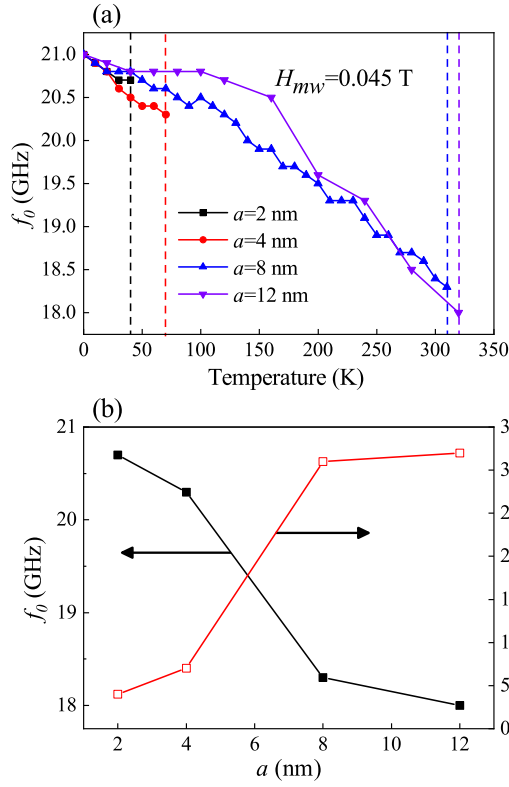 (a)
21.0
20.5
20.0
19.5
19.0
18.5
18.0
f₀ (GHz)
H_mw=0.045 T
a=2 nm
a=4 nm
a=8 nm
a=12 nm
0 50 100 150 200 250 300 350
Temperature (K)
(b)
21
20
19
18
f₀ (GHz)
3
3
2
2
1
1
5
0
2 4 6 8 10 12
a (nm)